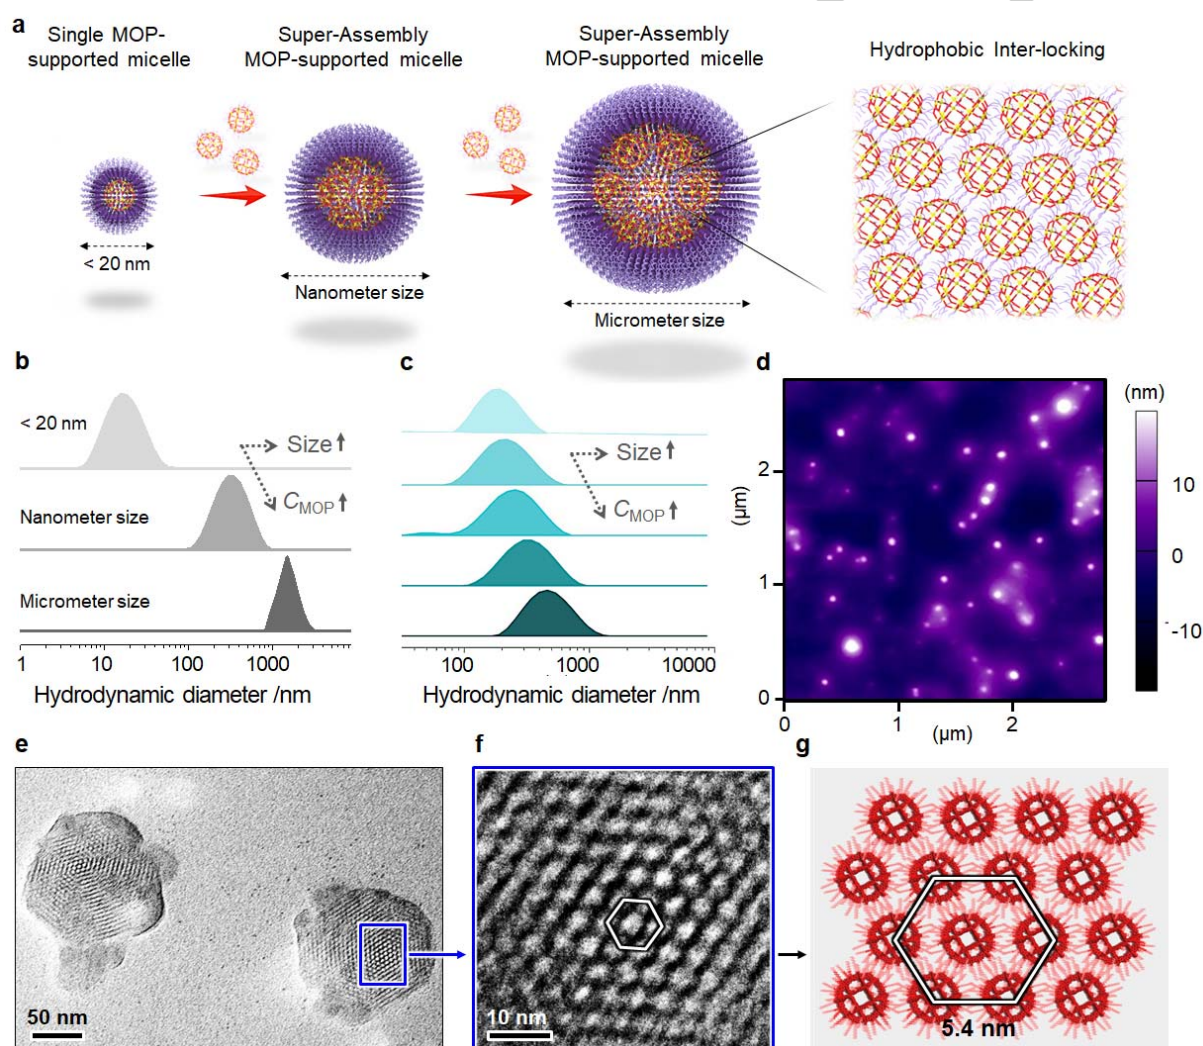 a
Single MOP-
supported micelle
Super-Assembly
MOP-supported micelle
Super-Assembly
MOP-supported micelle
Hydrophobic Inter-locking
< 20 nm
Nanometer size
Micrometer size
b
< 20 nm
Size
C MOP
Nanometer size
Micrometer size
1 10 100 1000
Hydrodynamic diameter /nm
c
Size
C MOP
100 1000 10000
Hydrodynamic diameter /nm
d
(nm)
10
0
-10
(µm)
2
1
0
0 1 2
(µm)
e
50 nm
f
10 nm
g
5.4 nm